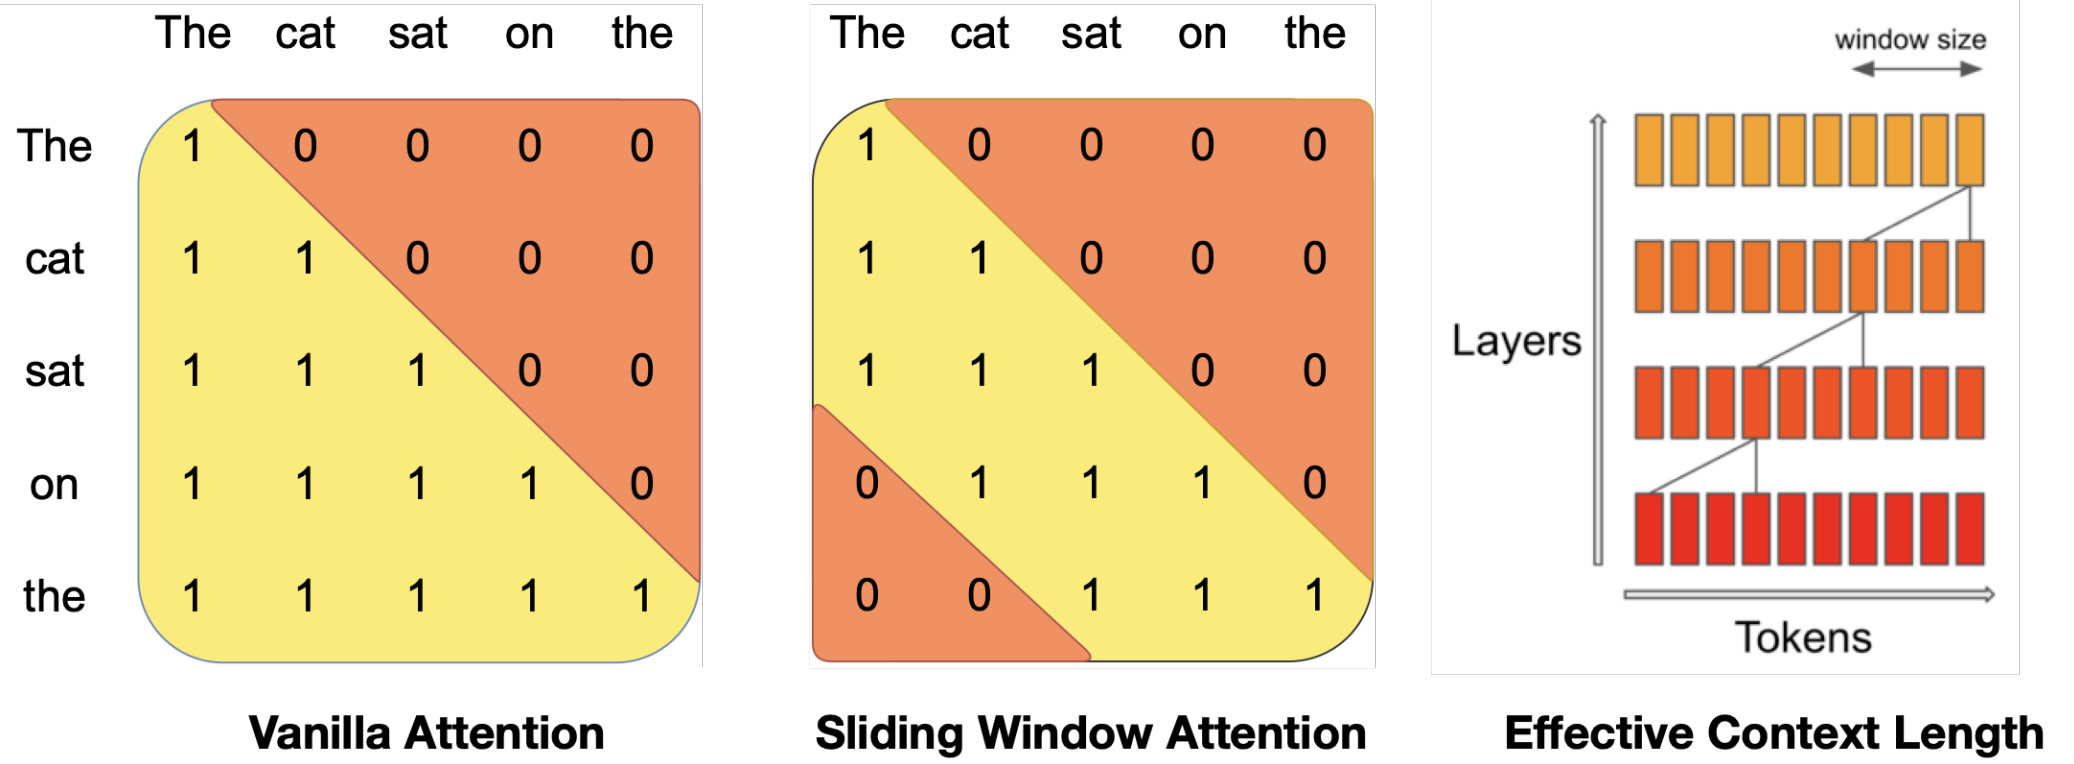 The cat sat on the
The 1 0 0 0 0
cat 1 1 0 0 0
sat 1 1 1 0 0
on 1 1 1 1 0
the 1 1 1 1 1
Vanilla Attention
The cat sat on the
1 0 0 0 0
1 1 0 0 0
1 1 1 0 0
0 1 1 1 0
0 0 1 1 1
Sliding Window Attention
window size
Layers
Tokens
Effective Context Length